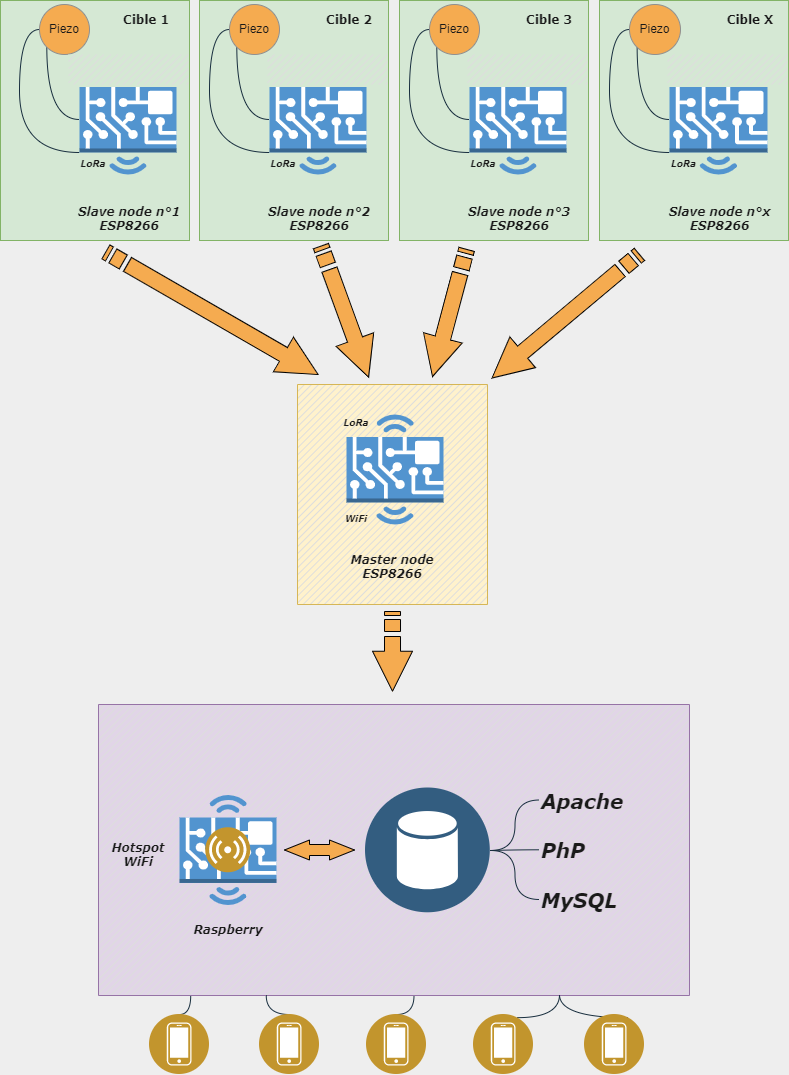 Piezo
Cible 1
LoRa
Slave node n°1
ESP8266
Piezo
Cible 2
LoRa
Slave node n°2
ESP8266
Piezo
Cible 3
LoRa
Slave node n°3
ESP8266
Piezo
Cible X
LoRa
Slave node n°x
ESP8266
LoRa
WiFi
Master node
ESP8266
Hotspot
WiFi
Raspberry
Apache
PhP
MySQL